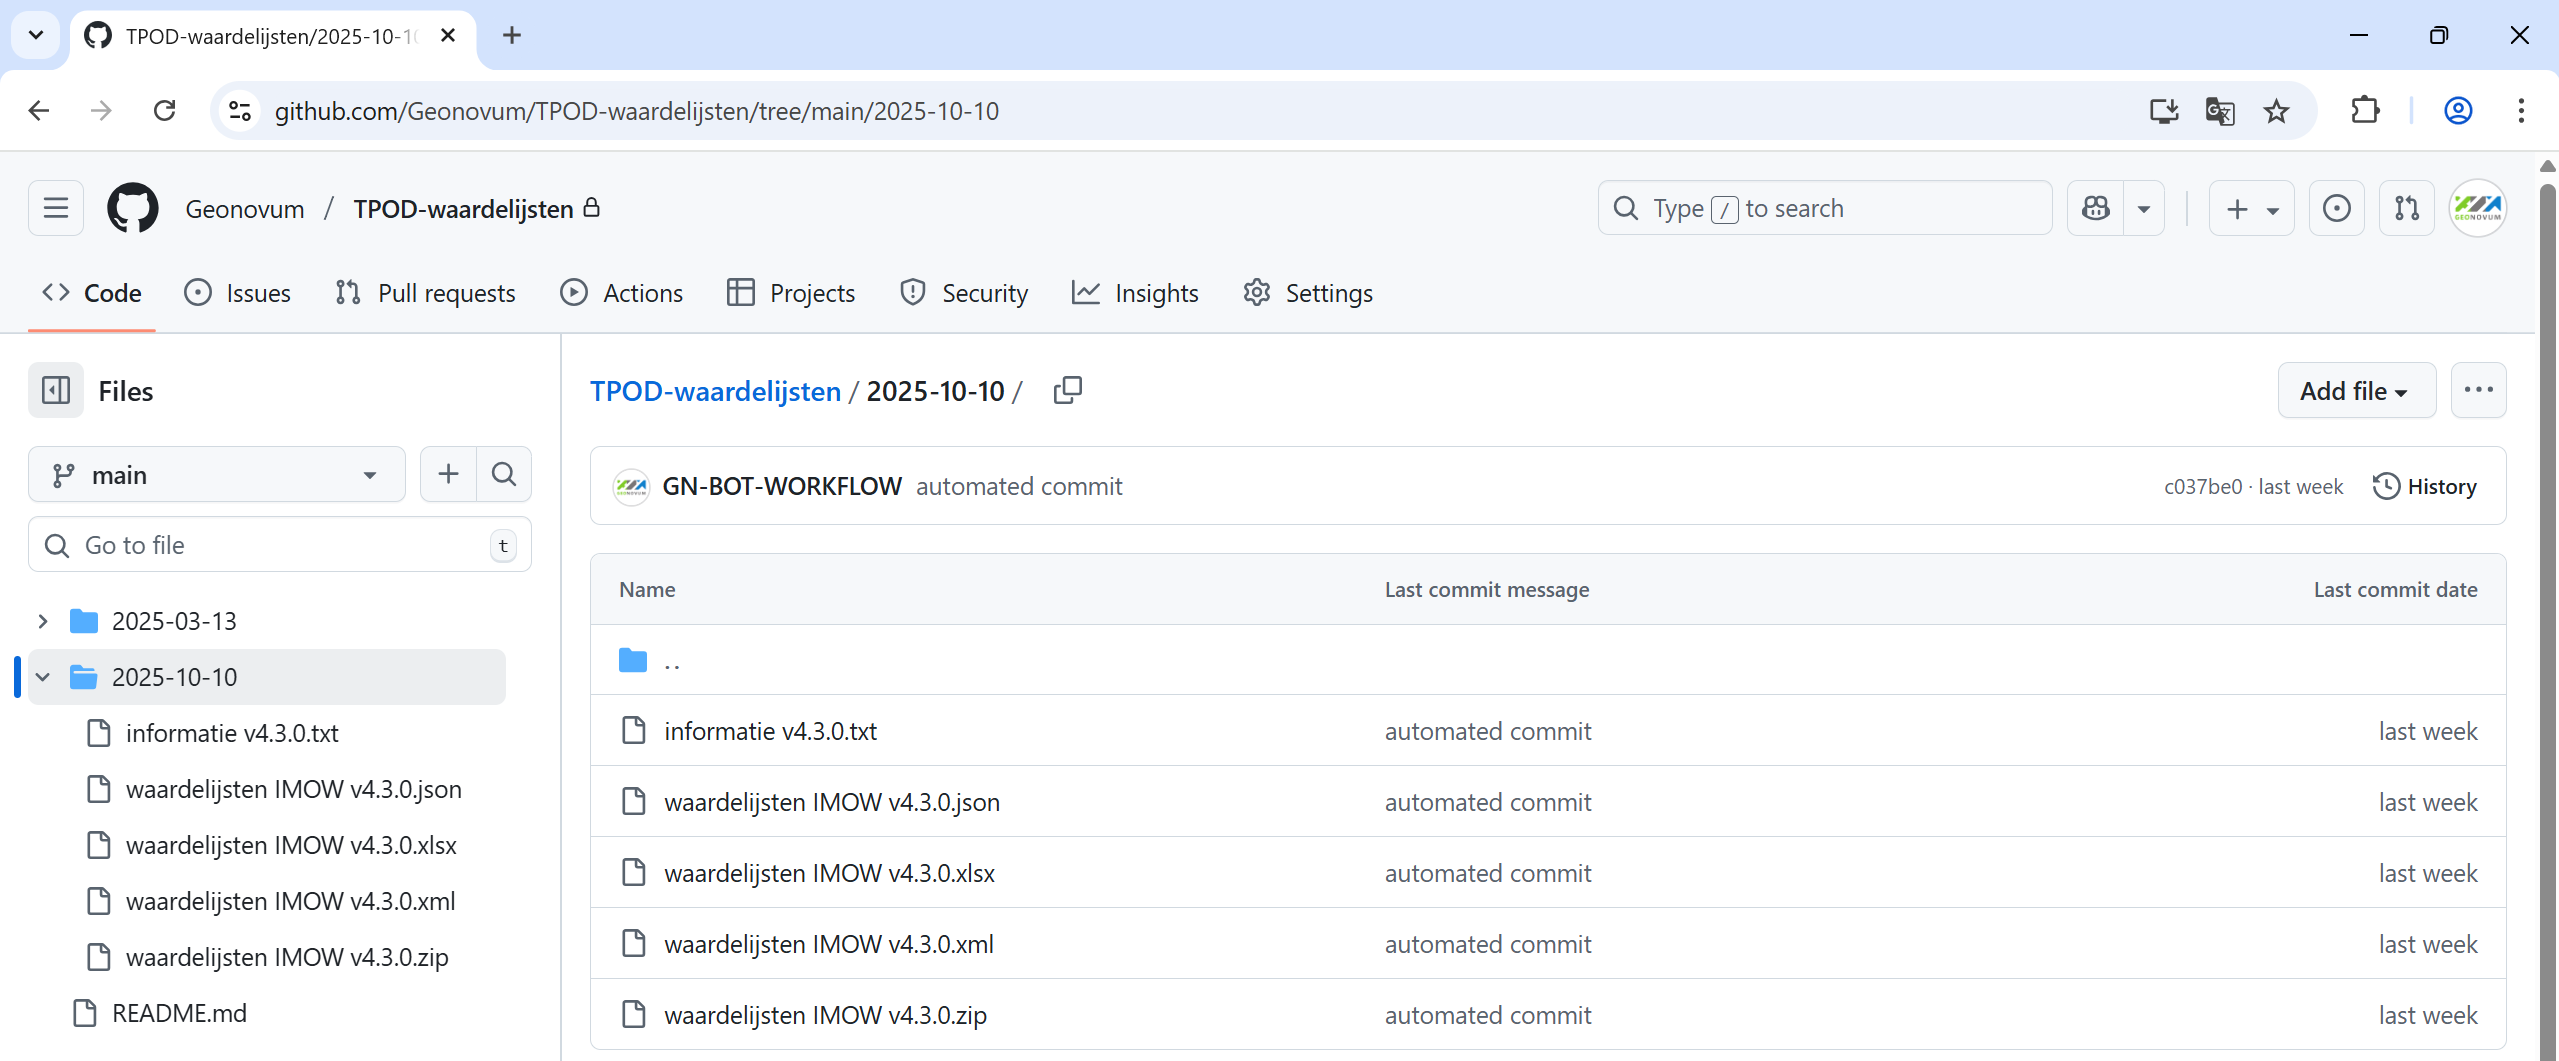 TPOD-waardelijsten/2025-10-10
github.com/Geonovum/TPOD-waardelijsten/tree/main/2025-10-10
Geonovum / TPOD-waardelijsten
Type / to search
Code Issues Pull requests Actions Projects Security Insights Settings
Files
main
Go to file t
2025-03-13
2025-10-10
informatie v4.3.0.txt
waardelijsten IMOW v4.3.0.json
waardelijsten IMOW v4.3.0.xlsx
waardelijsten IMOW v4.3.0.xml
waardelijsten IMOW v4.3.0.zip
README.md
TPOD-waardelijsten / 2025-10-10 /
Add file
GN-BOT-WORKFLOW automated commit c037be0 · last week History
Name Last commit message Last commit date
..
informatie v4.3.0.txt automated commit last week
waardelijsten IMOW v4.3.0.json automated commit last week
waardelijsten IMOW v4.3.0.xlsx automated commit last week
waardelijsten IMOW v4.3.0.xml automated commit last week
waardelijsten IMOW v4.3.0.zip automated commit last week
GEONOVUM